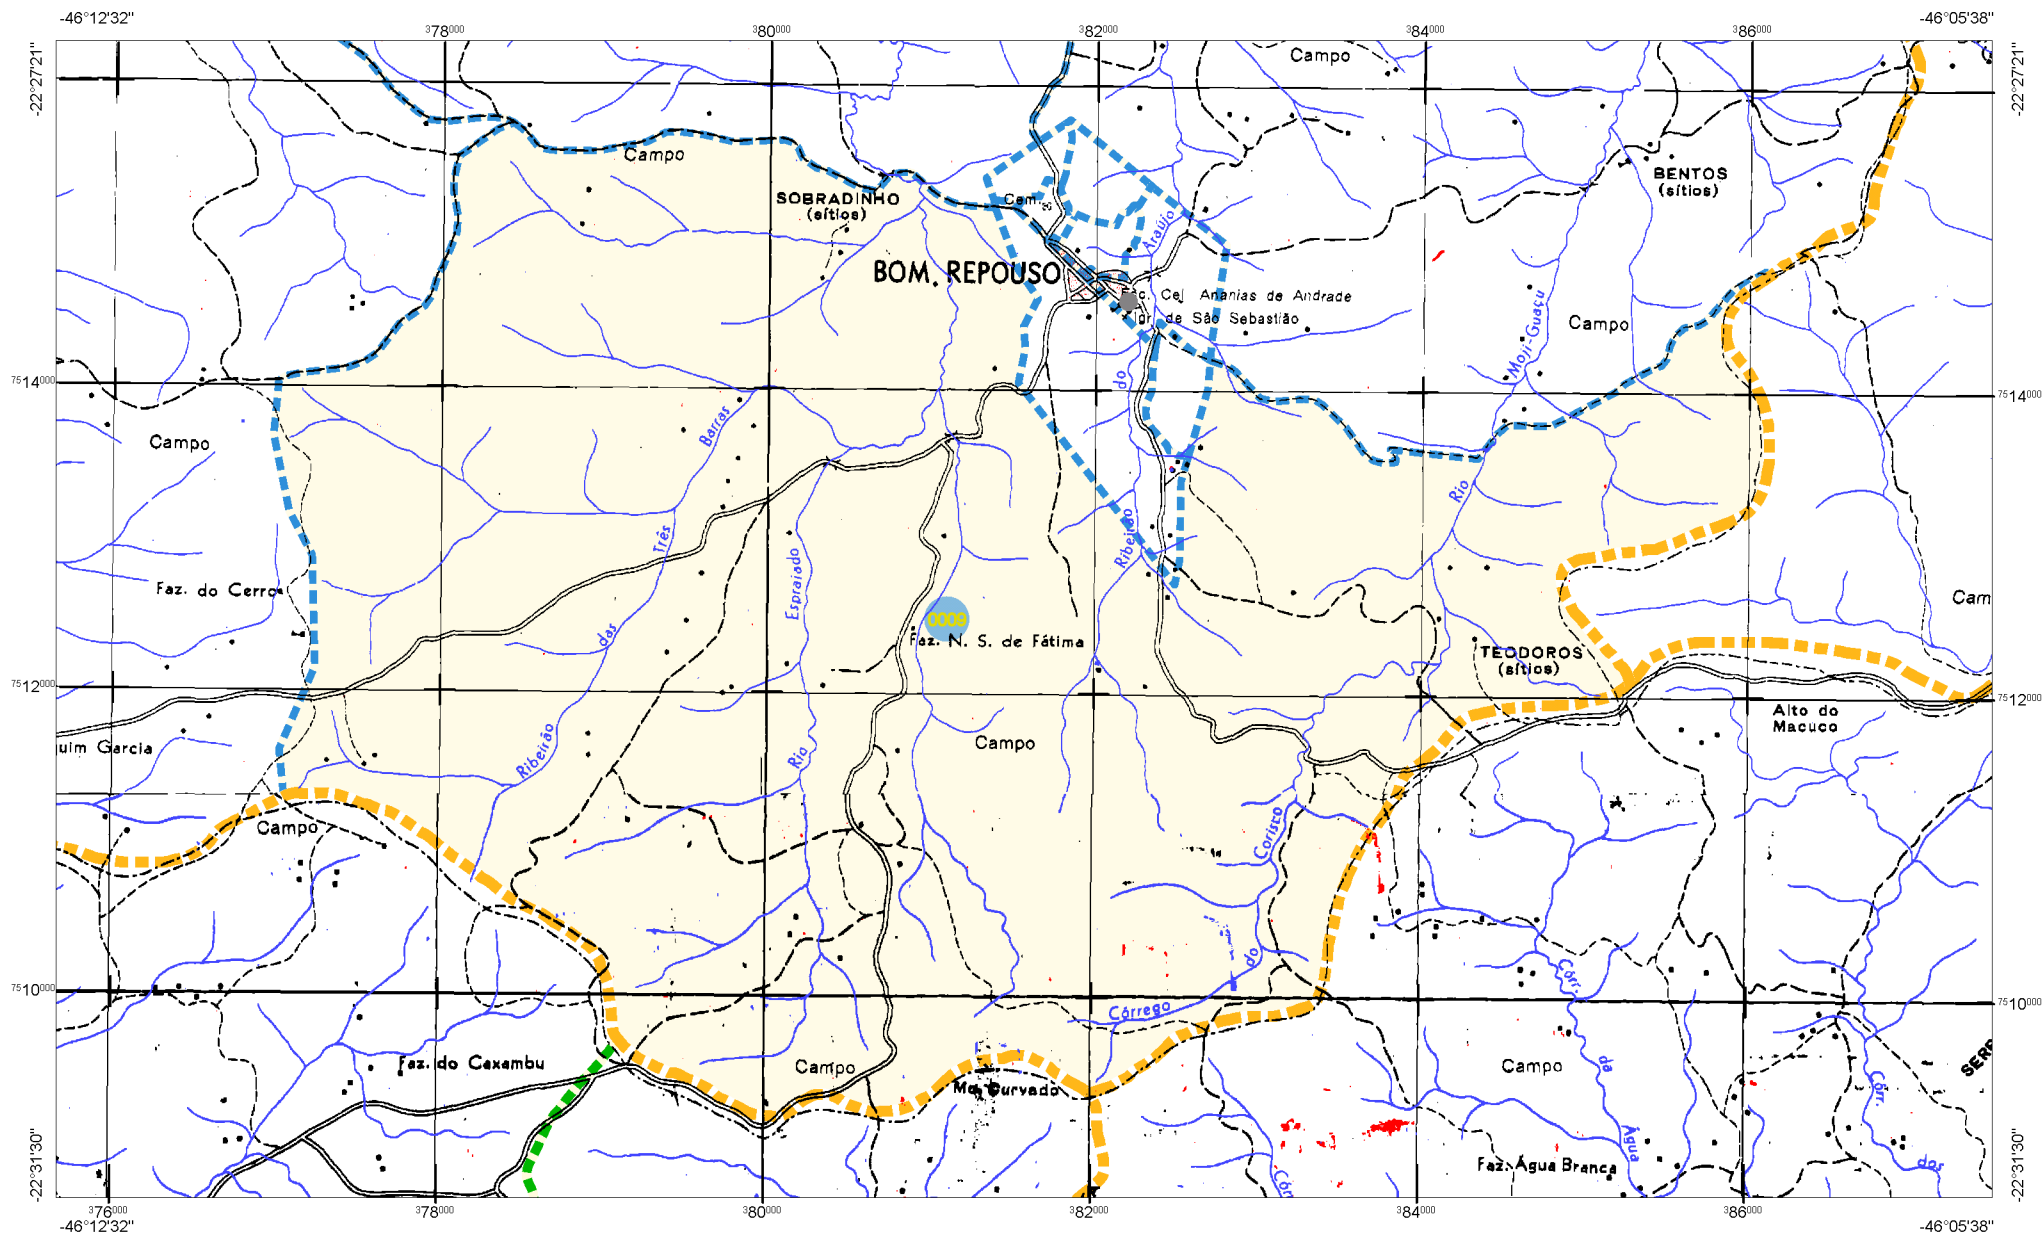 -46°12'32"
-46°05'38"
378000
380000
382000
384000
386000
-22°27'21"
-22°27'21"
Campo
Campo
SOBRADINHO
(sítios)
Cem.
BENTOS
(sítios)
Araújo
BOM REPOUSO
Esc. Cel Ananias de Andrade
Igr. de São Sebastião
Moji-Guaçu
Campo
7514000
7514000
do
Barras
Campo
Rio
Três
Ribeirão
Espraiado
Faz. do Cerro
Cam
0009
das
Faz. N. S. de Fátima
TEODOROS
(sítios)
7512000
7512000
Alto do
Macuco
quim Garcia
Ribeirão
Rio
Campo
Campo
Corisco
do
Córr.
7510000
7510000
Córrego
Faz. do Caxambu
Campo
Campo
da
SERR
Córr.
Água
Faz. Água Branca
dos
Córr
-22°31'30"
-22°31'30"
376000
378000
380000
382000
384000
386000
-46°12'32"
-46°05'38"